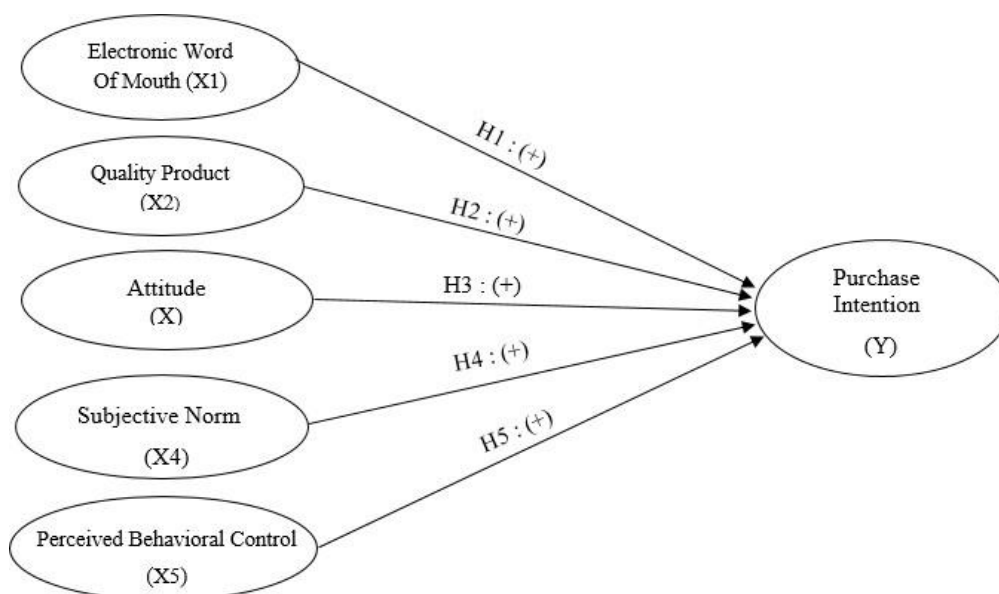 Electronic Word
Of Mouth (X1)
H1 : (+)
Quality Product
(X2)
H2 : (+)
Attitude
(X)
H3 : (+)
Purchase
Intention
(Y)
Subjective Norm
(X4)
H4 : (+)
Perceived Behavioral Control
(X5)
H5 : (+)